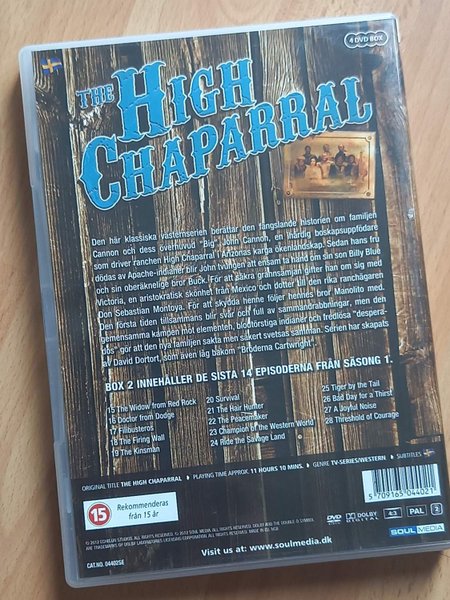 4 DVD BOX
THE HIGH
CHAPARRAL
Den här klassiska västernserien berättar den fängslande historien om familjen
Cannon och dess överhuvud "Big" John Cannon, en ihärdig boskapsuppfödare
som driver ranchen High Chaparral i Arizonas karga ökenlandskap. Sedan hans fru
dödas av Apache-indianer blir John tvungen att ensam ta hand om sin son Billy Blue
och sin oberäknelige bror Buck. För att säkra grannsämjan gifter han om sig med
Victoria, en aristokratisk skönhet från Mexico och dotter till den rika ranchägaren
Don Sebastian Montoya. För att skydda henne följer hennes bror Manolito med.
Den första tiden tillsammans blir svår och full av sammandrabbningar, men den
gemensamma kampen mot elementen, blodtörstiga indianer och fredlösa "despera-
dos" gör att den nya familjen sakta men säkert svetsas samman. Serien har skapats
av David Dortort, som även låg bakom "Bröderna Cartwright".
BOX 2 INNEHÅLLER DE SISTA 14 EPISODERNA FRÅN SÄSONG 1.
15 The Widow from Red Rock
16 Doctor from Dodge
17 Filibusteros
18 The Firing Wall
19 The Kinsman
20 Survival
21 The Hair Hunter
22 The Peacemaker
23 Champion of the Western World
24 Ride the Savage Land
25 Tiger by the Tail
26 Bad Day for a Thirst
27 A Joyful Noise
28 Threshold of Courage
ORIGINAL TITLE THE HIGH CHAPARRAL ▸ PLAYING TIME APPROX. 11 HOURS 10 MINS. ▸ GENRE TV-SERIES/WESTERN ▸ SUBTITLES
15
Rekommenderas
från 15 år
5 709165 044021
DVD
DOLBY
DIGITAL
4:3
PAL
2
SOULMEDIA
Visit us at: www.soulmedia.dk
CAT.NO. 04402SE